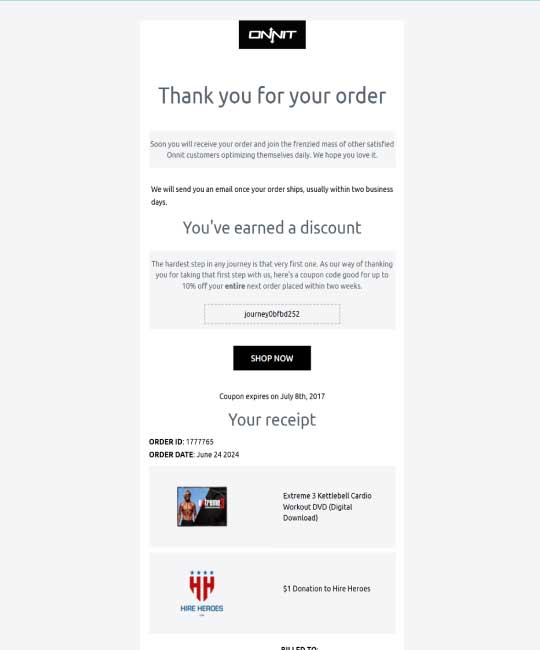 ONNIT
Thank you for your order
Soon you will receive your order and join the frenzied mass of other satisfied
Onnit customers optimizing themselves daily. We hope you love it.
We will send you an email once your order ships, usually within two business
days.
You've earned a discount
The hardest step in any journey is that very first one. As our way of thanking
you for taking that first step with us, here's a coupon code good for up to
10% off your entire next order placed within two weeks.
journey0bfbd252
SHOP NOW
Coupon expires on July 8th, 2017
Your receipt
ORDER ID: 1777765
ORDER DATE: June 24 2024
Extreme 3 Kettlebell Cardio
Workout DVD (Digital
Download)
HIRE HEROES
$1 Donation to Hire Heroes
BILLED TO: